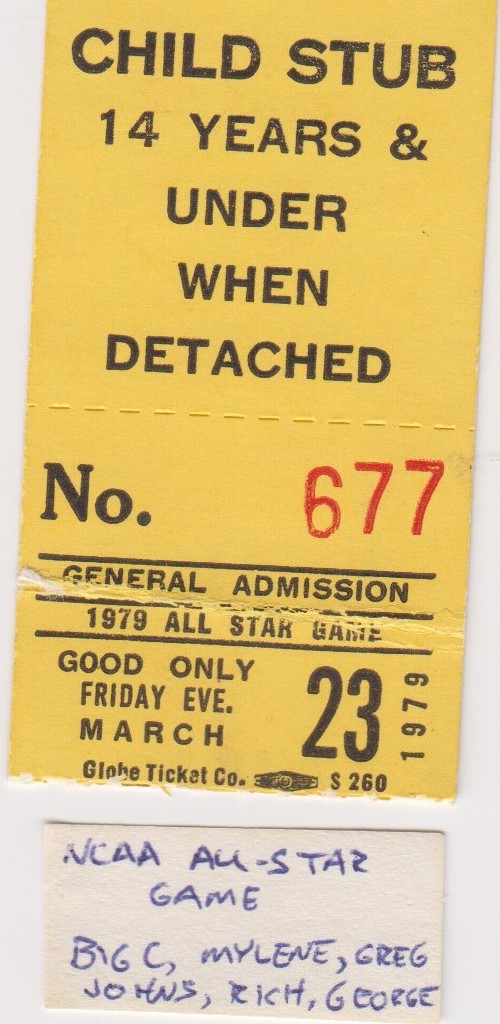 CHILD STUB
14 YEARS &
UNDER
WHEN
DETACHED
No. 677
GENERAL ADMISSION
1979 ALL STAR GAME
GOOD ONLY
FRIDAY EVE.
MARCH
23
1979
Globe Ticket Co. S 260
NCAA ALL-STAR
GAME
BIG C, MYLENE, GREG
JOHNS, RICH, GEORGE